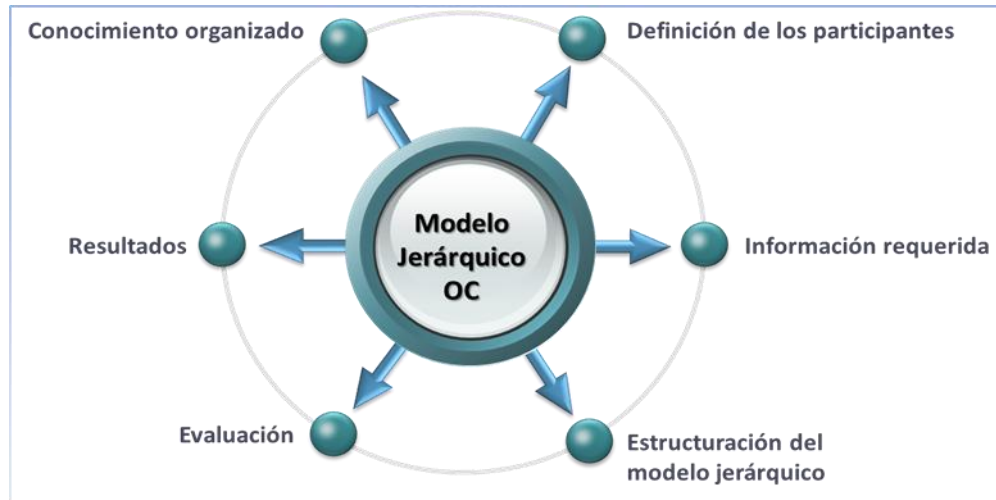 Conocimiento organizado
Definición de los participantes
Resultados
Modelo
Jerárquico
OC
Información requerida
Evaluación
Estructuración del
modelo jerárquico